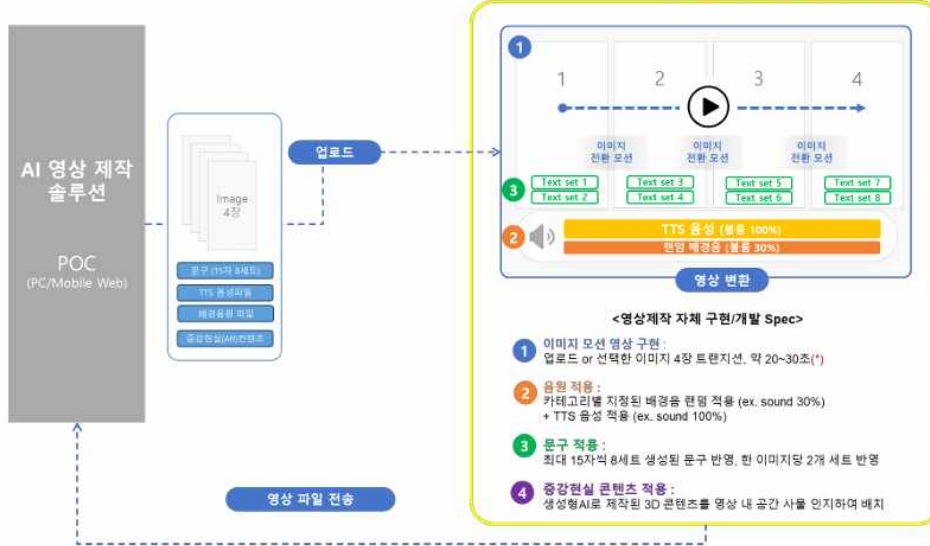 AI 영상 제작
솔루션
POC
(PC/Mobile Web)
Image
4장
문구 (15자 8세트)
TTS 음성파일
배경음원 파일
증강현실(AR)컨텐츠
업로드
1
1
2
3
4
이미지
전환 모션
이미지
전환 모션
이미지
전환 모션
3
Text set 1
Text set 2
Text set 3
Text set 4
Text set 5
Text set 6
Text set 7
Text set 8
2
TTS 음성 (볼륨 100%)
랜덤 배경음 (볼륨 30%)
영상 변환
<영상제작 자체 구현/개발 Spec>
1 이미지 모션 영상 구현 :
업로드 or 선택한 이미지 4장 트랜지션, 약 20~30초(*)
2 음원 적용 :
카테고리별 지정된 배경음 랜덤 적용 (ex. sound 30%)
+ TTS 음성 적용 (ex. sound 100%)
3 문구 적용 :
최대 15자씩 8세트 생성된 문구 반영, 한 이미지당 2개 세트 반영
4 증강현실 콘텐츠 적용 :
생성형AI로 제작된 3D 콘텐츠를 영상 내 공간 사물 인지하여 배치
영상 파일 전송